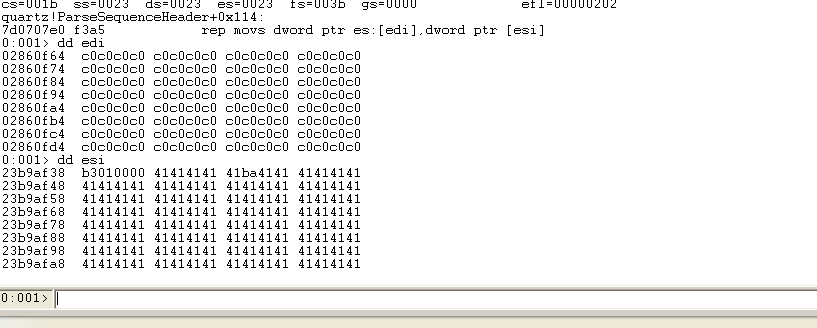 cs=001b ss=0023 ds=0023 es=0023 fs=003b gs=0000 efl=00000202
quartz!ParseSequenceHeader+0x114:
7d0707e0 f3a5 rep movs dword ptr es:[edi],dword ptr [esi]
0:001> dd edi
02860f64 c0c0c0c0 c0c0c0c0 c0c0c0c0 c0c0c0c0
02860f74 c0c0c0c0 c0c0c0c0 c0c0c0c0 c0c0c0c0
02860f84 c0c0c0c0 c0c0c0c0 c0c0c0c0 c0c0c0c0
02860f94 c0c0c0c0 c0c0c0c0 c0c0c0c0 c0c0c0c0
02860fa4 c0c0c0c0 c0c0c0c0 c0c0c0c0 c0c0c0c0
02860fb4 c0c0c0c0 c0c0c0c0 c0c0c0c0 c0c0c0c0
02860fc4 c0c0c0c0 c0c0c0c0 c0c0c0c0 c0c0c0c0
02860fd4 c0c0c0c0 c0c0c0c0 c0c0c0c0 c0c0c0c0
0:001> dd esi
23b9af38 b3010000 41414141 41ba4141 41414141
23b9af48 41414141 41414141 41414141 41414141
23b9af58 41414141 41414141 41414141 41414141
23b9af68 41414141 41414141 41414141 41414141
23b9af78 41414141 41414141 41414141 41414141
23b9af88 41414141 41414141 41414141 41414141
23b9af98 41414141 41414141 41414141 41414141
23b9afa8 41414141 41414141 41414141 41414141
0:001>